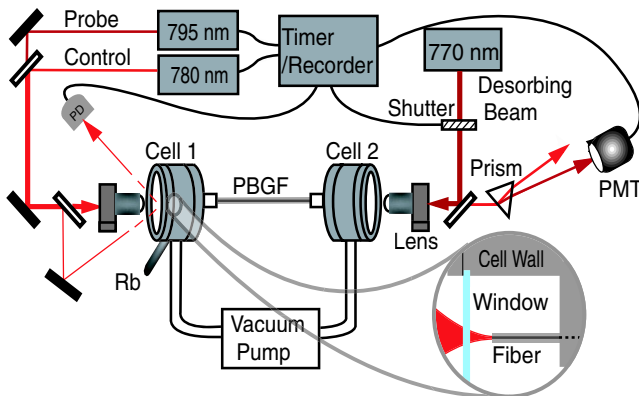 Probe
795 nm
Timer
/Recorder
770 nm
Control
780 nm
Desorbing
Beam
Shutter
PD
Cell 1
Cell 2
PBGF
Prism
PMT
Lens
Rb
Cell Wall
Window
Fiber
Vacuum
Pump